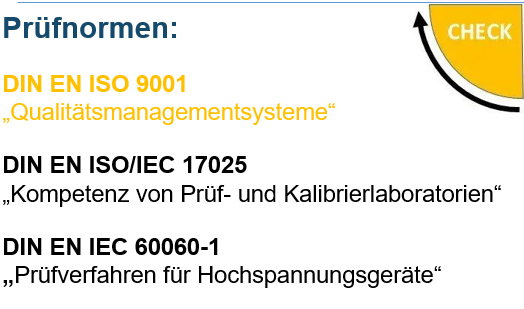 Prüfnormen:
CHECK
DIN EN ISO 9001
„Qualitätsmanagementsysteme“
DIN EN ISO/IEC 17025
„Kompetenz von Prüf- und Kalibrierlaboratorien“
DIN EN IEC 60060-1
„Prüfverfahren für Hochspannungsgeräte“